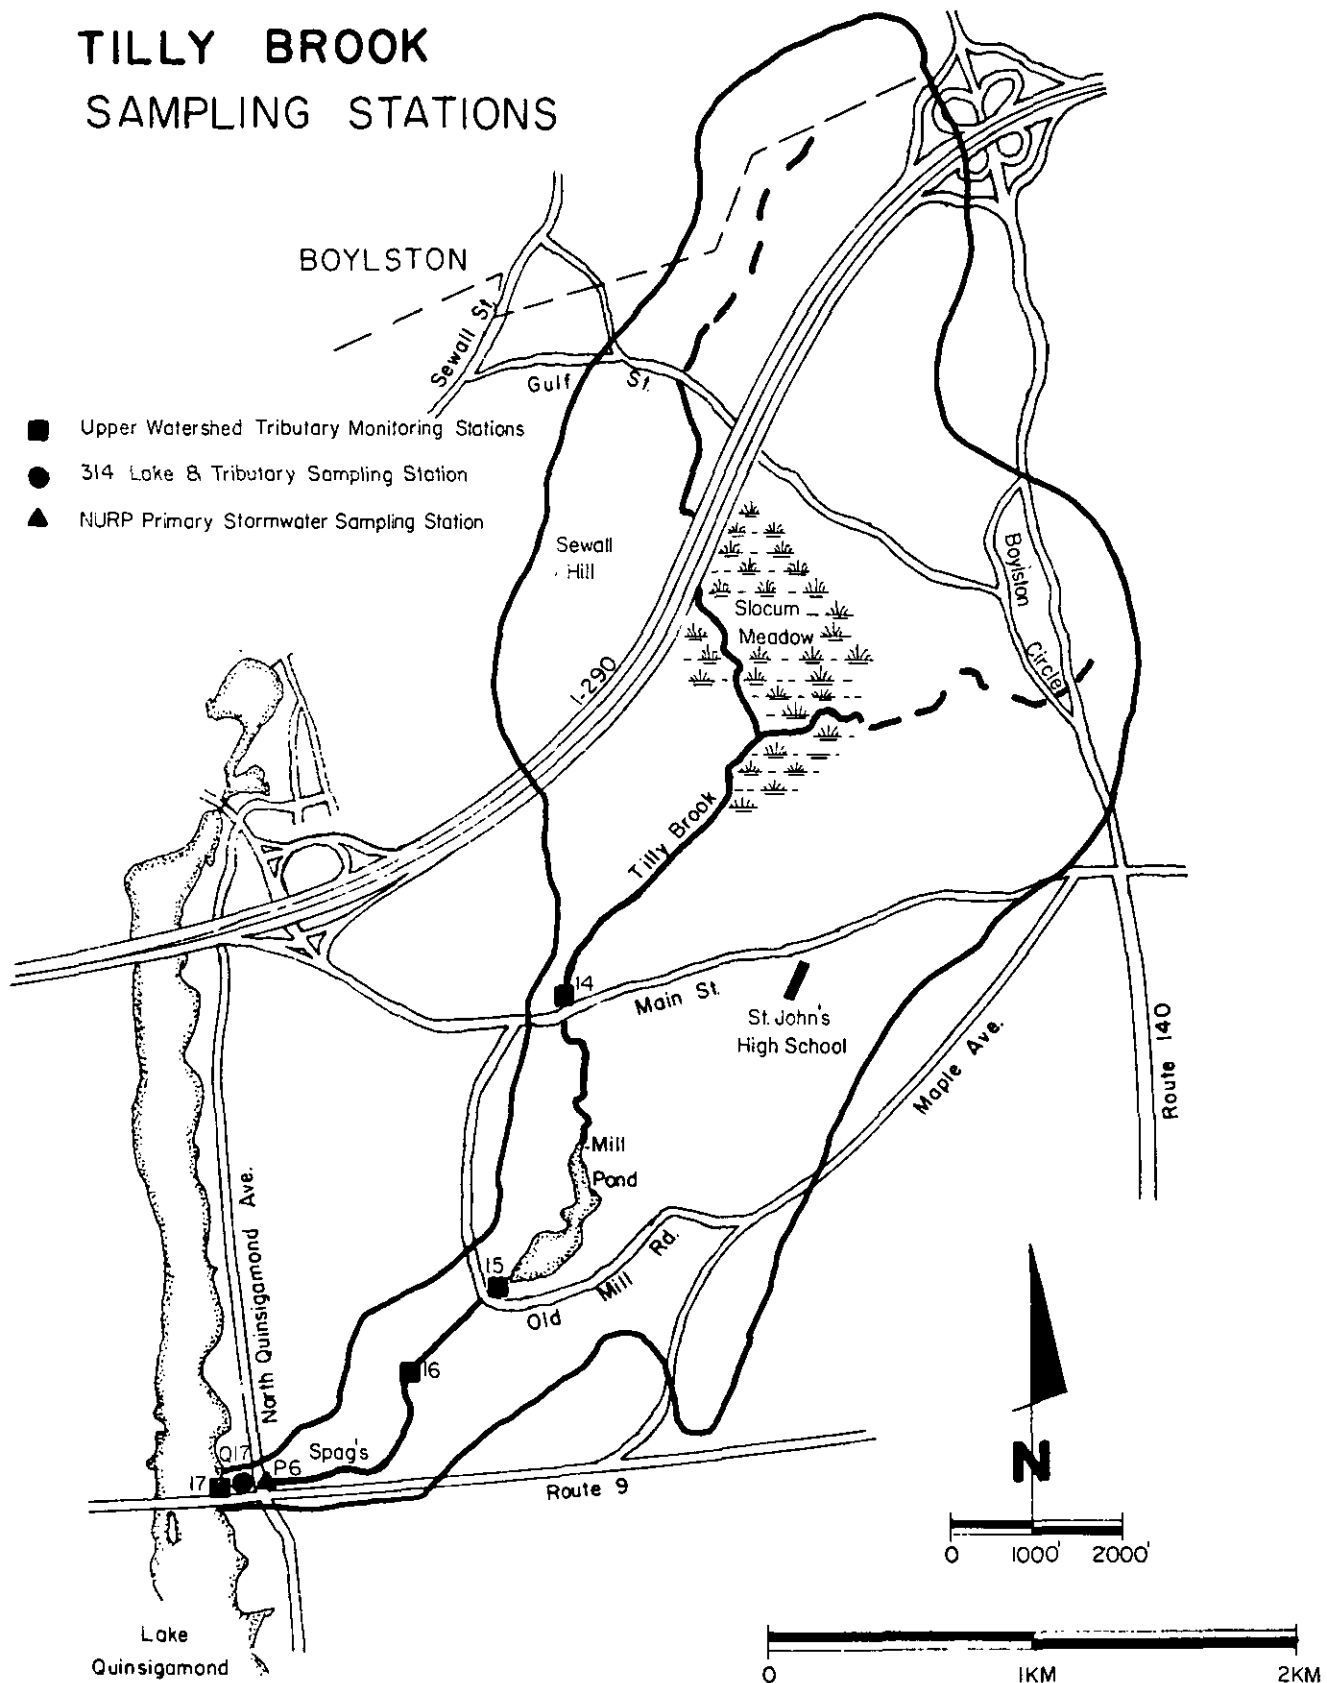 TILLY BROOK
SAMPLING STATIONS
BOYLSTON
Sewall St.
Gulf St.
Upper Watershed Tributary Monitoring Stations
314 Lake & Tributary Sampling Station
NURP Primary Stormwater Sampling Station
Sewall
Hill
Boylston
Circle
Slocum
Meadow
I-290
Tilly Brook
14
Main St.
St. John's
High School
Maple Ave.
Route 140
Mill
Pond
North Quinsigamond Ave.
15
Old Mill Rd.
16
Spag's
Q17
P6
17
Route 9
N
0 1000' 2000'
Lake
Quinsigamond
0 1KM 2KM